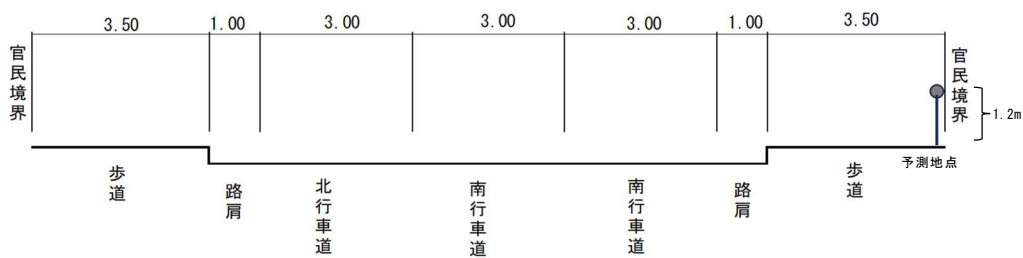 3.50 1.00 3.00 3.00 3.00 1.00 3.50
官民境界
官民境界
1.2m
予測地点
歩道
路肩
北行車道
南行車道
南行車道
路肩
歩道